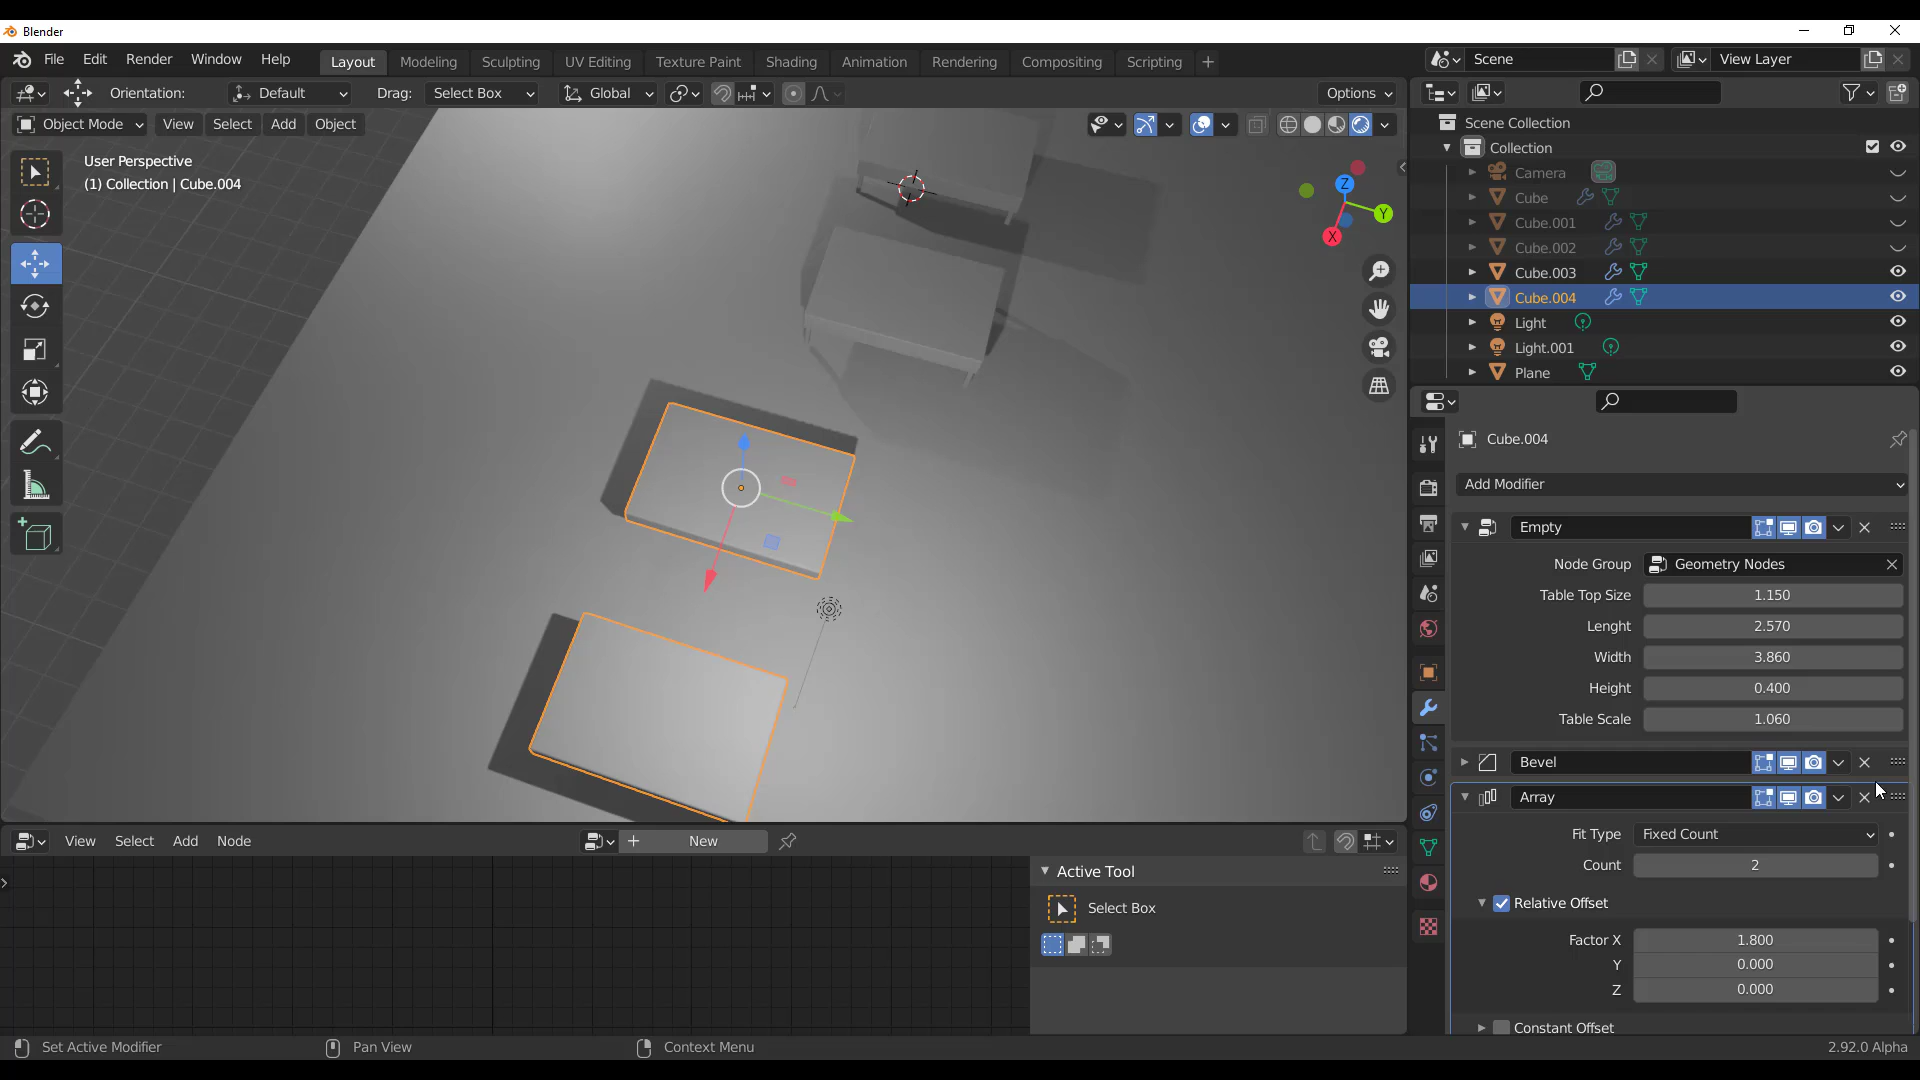 Blender
File Edit Render Window Help Layout Modeling Sculpting UV Editing Texture Paint Shading Animation Rendering Compositing Scripting + Scene View Layer
Orientation: Default Drag: Select Box Global Options
Object Mode View Select Add Object
User Perspective
(1) Collection | Cube.004
Z
Y
X
Scene Collection
Collection
Camera
Cube
Cube.001
Cube.002
Cube.003
Cube.004
Light
Light.001
Plane
Cube.004
Add Modifier
Empty
Node Group Geometry Nodes
Table Top Size 1.150
Lenght 2.570
Width 3.860
Height 0.400
Table Scale 1.060
Bevel
Array
Fit Type Fixed Count
Count 2
Relative Offset
Factor X 1.800
Y 0.000
Z 0.000
Constant Offset
View Select Add Node + New
Active Tool
Select Box
Set Active Modifier Pan View Context Menu 2.92.0 Alpha